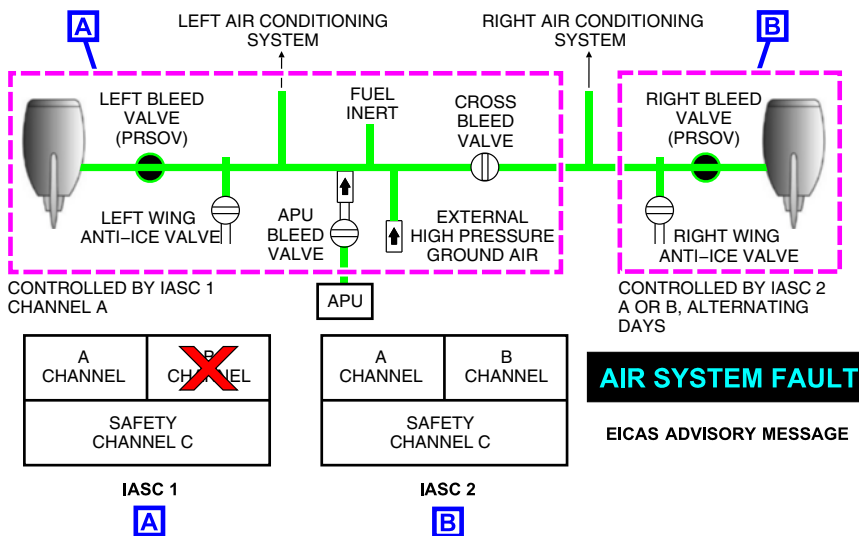 A
LEFT AIR CONDITIONING
SYSTEM
RIGHT AIR CONDITIONING
SYSTEM
B
LEFT BLEED
VALVE
(PRSOV)
FUEL
INERT
CROSS
BLEED
VALVE
RIGHT BLEED
VALVE
(PRSOV)
LEFT WING
ANTI–ICE VALVE
APU
BLEED
VALVE
EXTERNAL
HIGH PRESSURE
GROUND AIR
RIGHT WING
ANTI–ICE VALVE
CONTROLLED BY IASC 1
CHANNEL A
APU
CONTROLLED BY IASC 2
A OR B, ALTERNATING
DAYS
A
CHANNEL
B
CHANNEL
SAFETY
CHANNEL C
IASC 1
A
A
CHANNEL
B
CHANNEL
SAFETY
CHANNEL C
IASC 2
B
AIR SYSTEM FAULT
EICAS ADVISORY MESSAGE